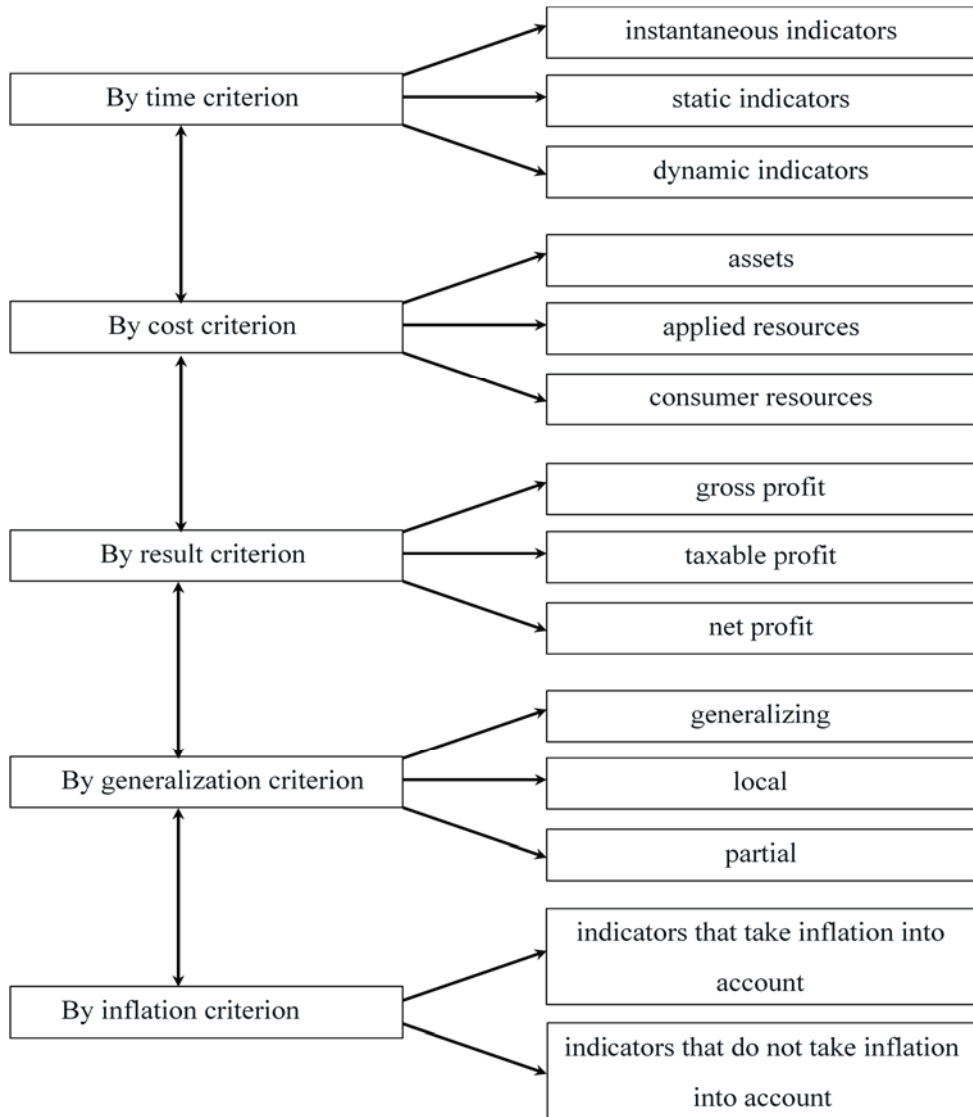 instantaneous indicators
By time criterion
static indicators
dynamic indicators
assets
By cost criterion
applied resources
consumer resources
gross profit
By result criterion
taxable profit
net profit
generalizing
By generalization criterion
local
partial
indicators that take inflation into
account
By inflation criterion
indicators that do not take inflation
into account